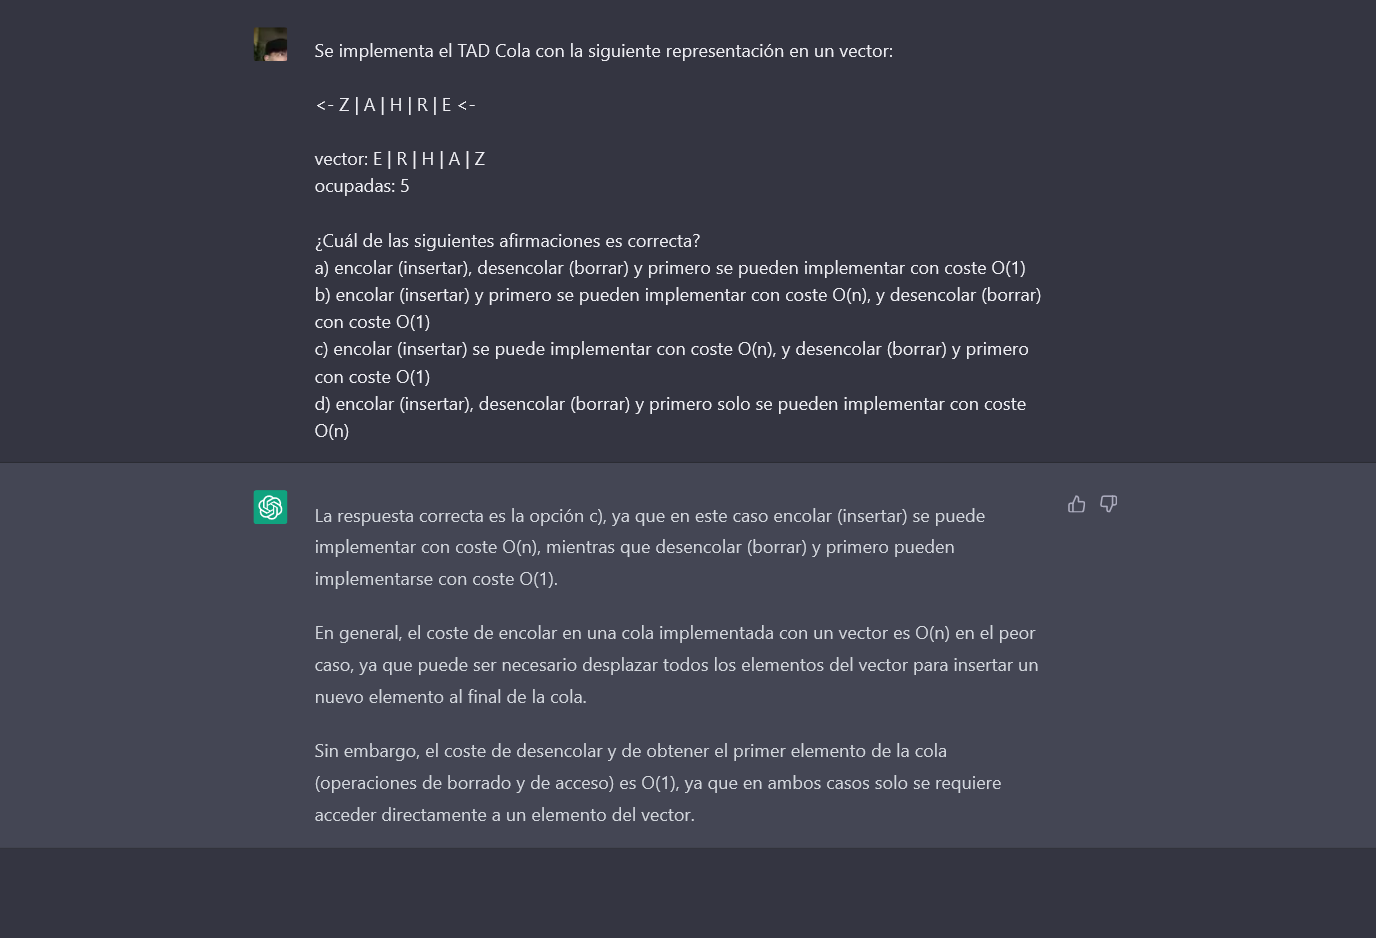 Se implementa el TAD Cola con la siguiente representación en un vector:
<- Z | A | H | R | E <-
vector: E | R | H | A | Z
ocupadas: 5
¿Cuál de las siguientes afirmaciones es correcta?
a) encolar (insertar), desencolar (borrar) y primero se pueden implementar con coste O(1)
b) encolar (insertar) y primero se pueden implementar con coste O(n), y desencolar (borrar)
con coste O(1)
c) encolar (insertar) se puede implementar con coste O(n), y desencolar (borrar) y primero
con coste O(1)
d) encolar (insertar), desencolar (borrar) y primero solo se pueden implementar con coste
O(n)
La respuesta correcta es la opción c), ya que en este caso encolar (insertar) se puede
implementar con coste O(n), mientras que desencolar (borrar) y primero pueden
implementarse con coste O(1).
En general, el coste de encolar en una cola implementada con un vector es O(n) en el peor
caso, ya que puede ser necesario desplazar todos los elementos del vector para insertar un
nuevo elemento al final de la cola.
Sin embargo, el coste de desencolar y de obtener el primer elemento de la cola
(operaciones de borrado y de acceso) es O(1), ya que en ambos casos solo se requiere
acceder directamente a un elemento del vector.